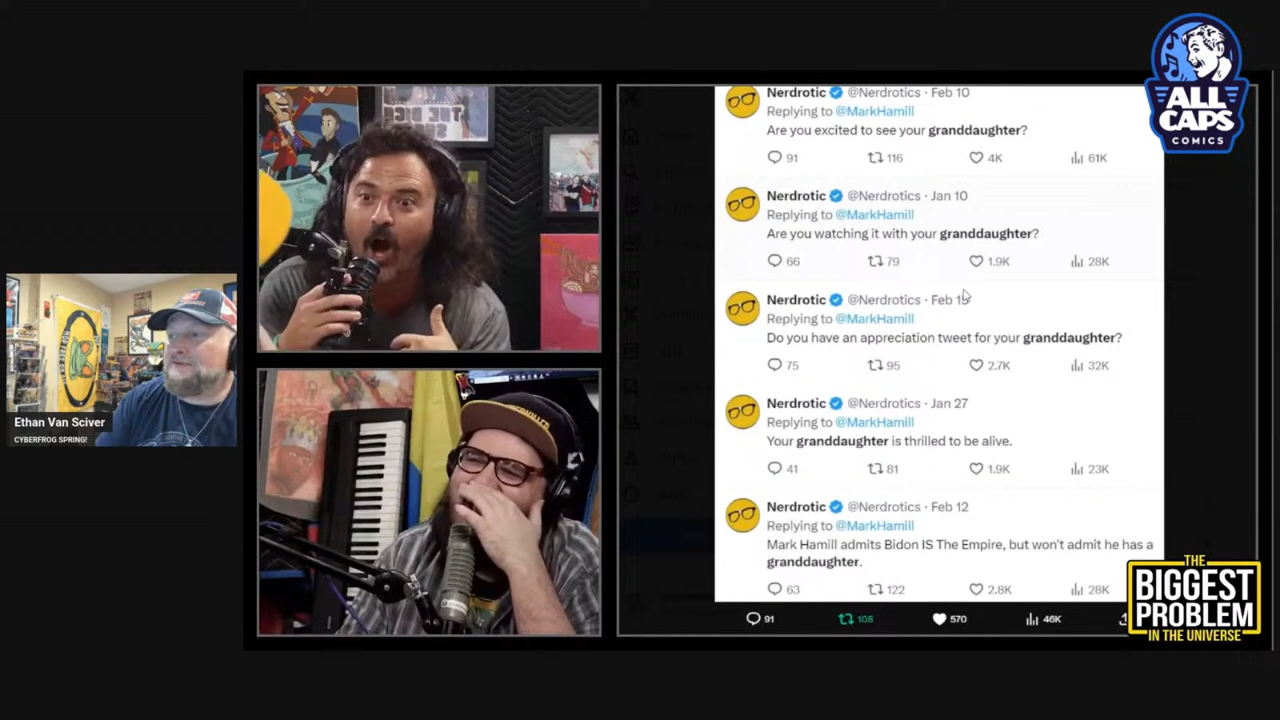 Nerdrotic @Nerdrotics · Feb 10
Replying to @MarkHamill
Are you excited to see your granddaughter?
91 116 4K 61K
Nerdrotic @Nerdrotics · Jan 10
Replying to @MarkHamill
Are you watching it with your granddaughter?
66 79 1.9K 28K
Nerdrotic @Nerdrotics
Replying to @MarkHamill
Do you have an appreciation tweet for your granddaughter?
75 95 2.7K 32K
Nerdrotic @Nerdrotics · Jan 27
Replying to @MarkHamill
Your granddaughter is thrilled to be alive.
41 81 1.9K 23K
Nerdrotic @Nerdrotics · Feb 12
Replying to @MarkHamill
Mark Hamill admits Bidon IS The Empire, but won't admit he has a
granddaughter.
63 122 2.8K 28K
91 108 570 46K
Ethan Van Sciver
CYBERFROG SPRING!
ALL
CAPS
COMICS
THE
BIGGEST
PROBLEM
IN THE UNIVERSE